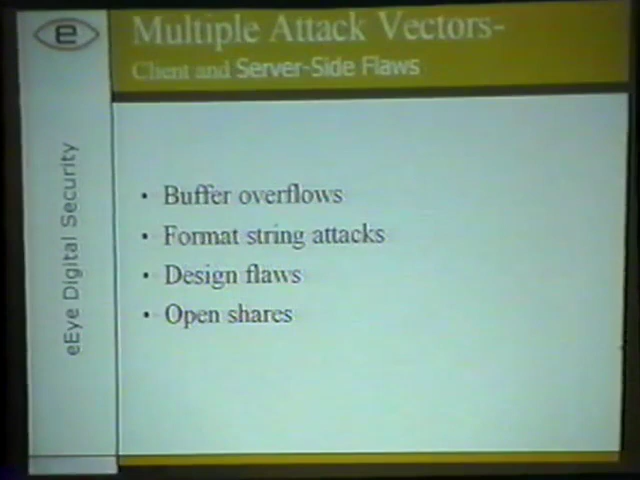 e
Multiple Attack Vectors-
Client and Server-Side Flaws
eEye Digital Security
• Buffer overflows
• Format string attacks
• Design flaws
• Open shares